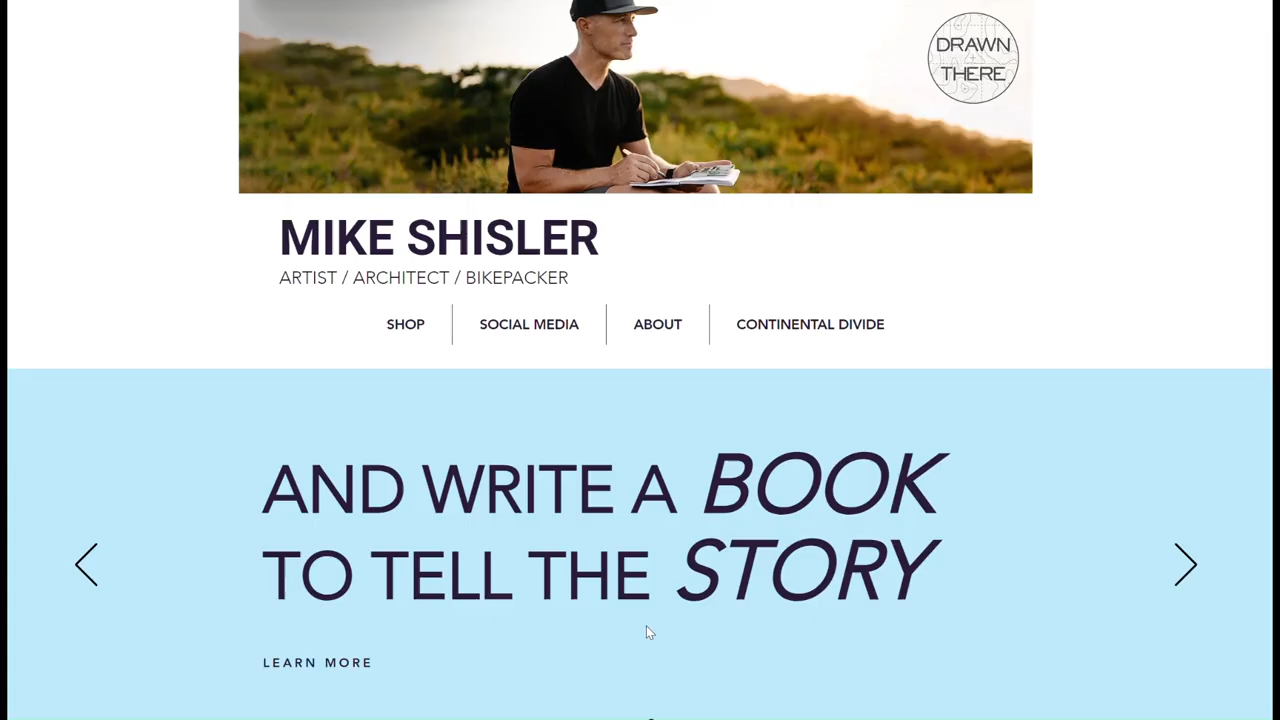 DRAWN
THERE
MIKE SHISLER
ARTIST / ARCHITECT / BIKEPACKER
SHOP
SOCIAL MEDIA
ABOUT
CONTINENTAL DIVIDE
AND WRITE A BOOK
TO TELL THE STORY
LEARN MORE